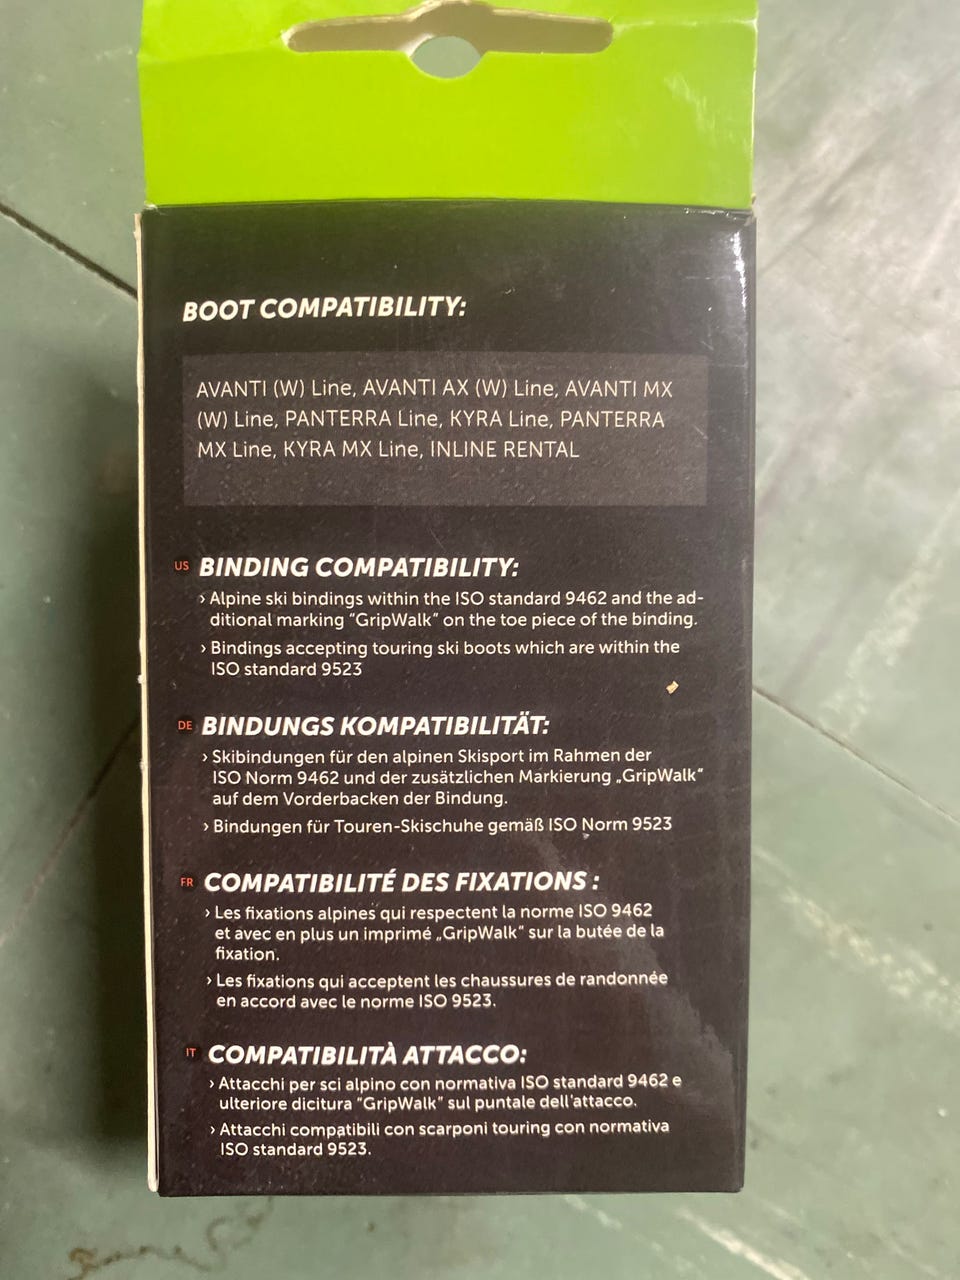 BOOT COMPATIBILITY:
AVANTI (W) Line, AVANTI AX (W) Line, AVANTI MX
(W) Line, PANTERRA Line, KYRA Line, PANTERRA
MX Line, KYRA MX Line, INLINE RENTAL
US BINDING COMPATIBILITY:
› Alpine ski bindings within the ISO standard 9462 and the ad-
ditional marking "GripWalk" on the toe piece of the binding.
› Bindings accepting touring ski boots which are within the
ISO standard 9523
DE BINDUNGS KOMPATIBILITÄT:
› Skibindungen für den alpinen Skisport im Rahmen der
ISO Norm 9462 und der zusätzlichen Markierung „GripWalk“
auf dem Vorderbacken der Bindung.
› Bindungen für Touren-Skischuhe gemäß ISO Norm 9523
FR COMPATIBILITÉ DES FIXATIONS :
› Les fixations alpines qui respectent la norme ISO 9462
et avec en plus un imprimé „GripWalk“ sur la butée de la
fixation.
› Les fixations qui acceptent les chaussures de randonnée
en accord avec le norme ISO 9523.
IT COMPATIBILITÀ ATTACCO:
› Attacchi per sci alpino con normativa ISO standard 9462 e
ulteriore dicitura "GripWalk" sul puntale dell'attacco.
› Attacchi compatibili con scarponi touring con normativa
ISO standard 9523.